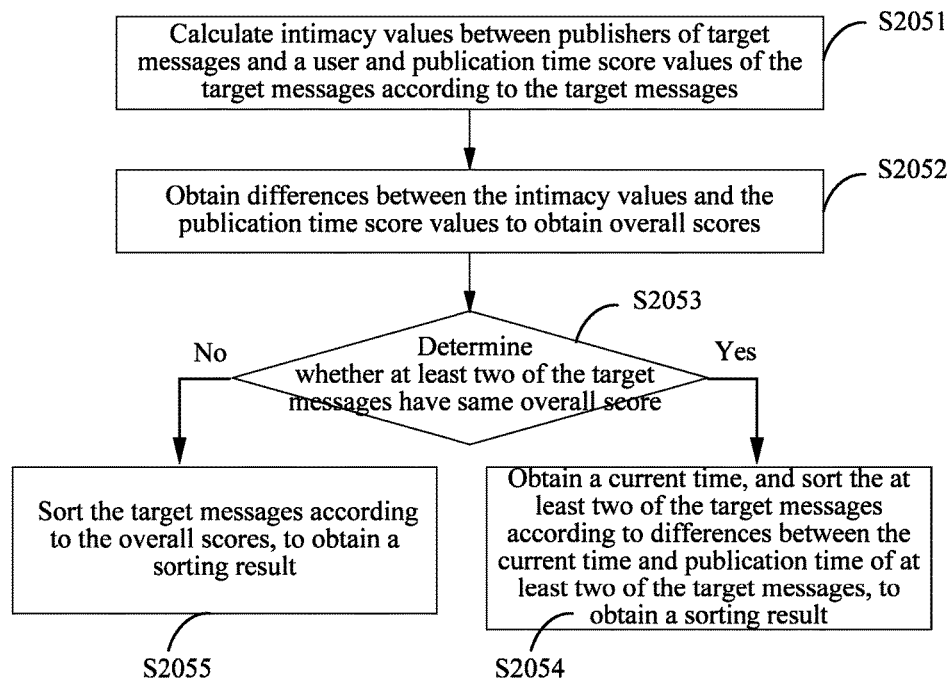 S2051
Calculate intimacy values between publishers of target
messages and a user and publication time score values of the
target messages according to the target messages
S2052
Obtain differences between the intimacy values and the
publication time score values to obtain overall scores
S2053
No
Yes
Determine
whether at least two of the target
messages have same overall score
Sort the target messages according
to the overall scores, to obtain a
sorting result
Obtain a current time, and sort the at
least two of the target messages
according to differences between the
current time and publication time of at
least two of the target messages, to
obtain a sorting result
S2055
S2054